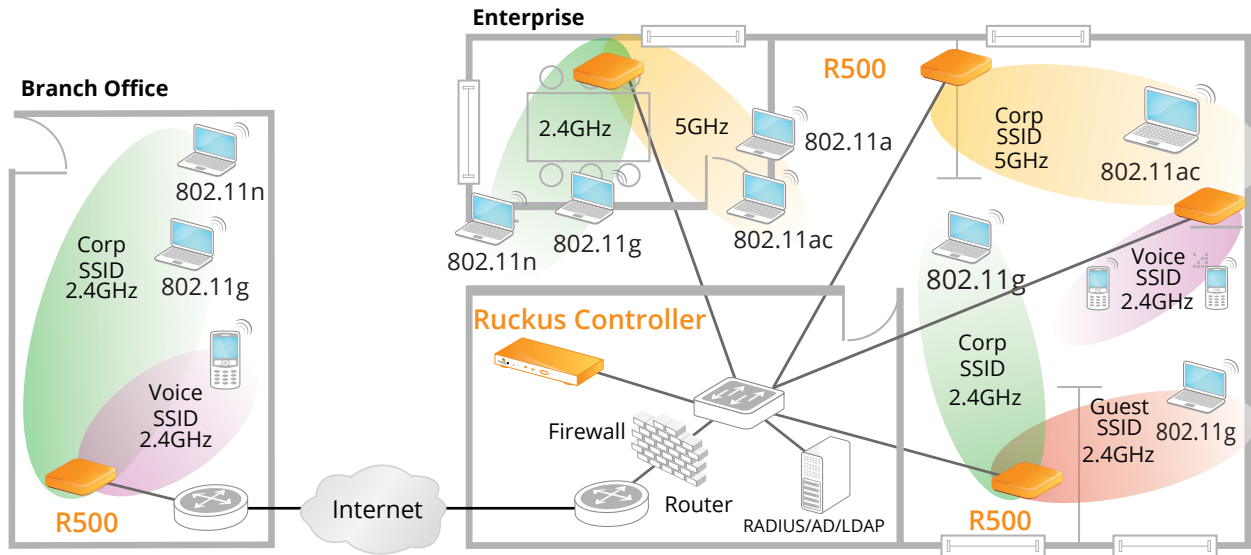 Enterprise
Branch Office
802.11n
Corp
SSID
2.4GHz
802.11g
Voice
SSID
2.4GHz
R500
Internet
2.4GHz
5GHz
802.11a
802.11n
802.11g
802.11ac
R500
Corp
SSID
5GHz
802.11ac
802.11g
Voice
SSID
2.4GHz
Ruckus Controller
Firewall
Router
RADIUS/AD/LDAP
Corp
SSID
2.4GHz
Guest
SSID
2.4GHz
802.11g
R500